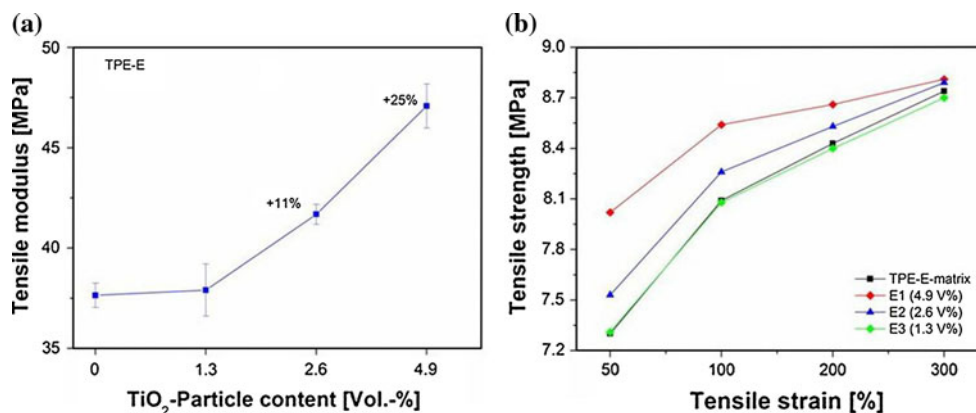 (a)
50
45
40
35
Tensile modulus [MPa]
TPE-E
+11%
+25%
0 1.3 2.6 4.9
TiO2-Particle content [Vol.-%]
(b)
9.0
8.7
8.4
8.1
7.8
7.5
7.2
Tensile strength [MPa]
TPE-E-matrix
E1 (4.9 V%)
E2 (2.6 V%)
E3 (1.3 V%)
50 100 200 300
Tensile strain [%]